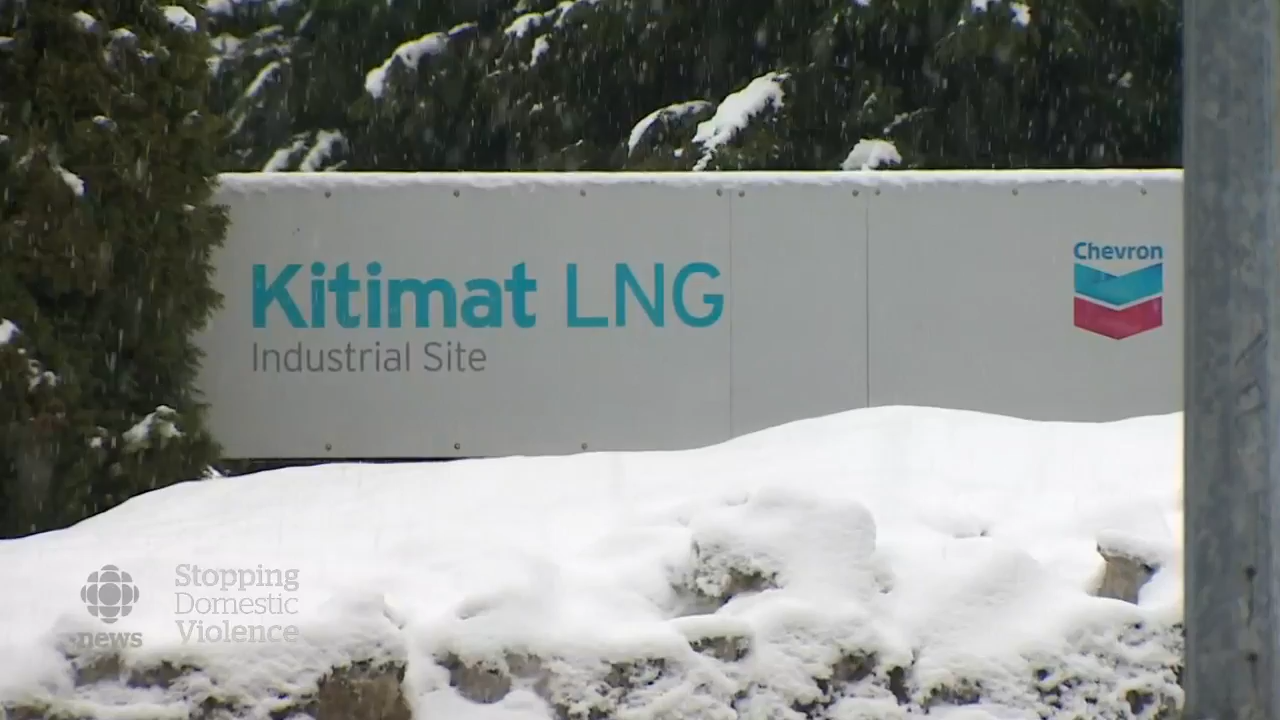 Kitimat LNG
Industrial Site
Chevron
news
Stopping
Domestic
Violence